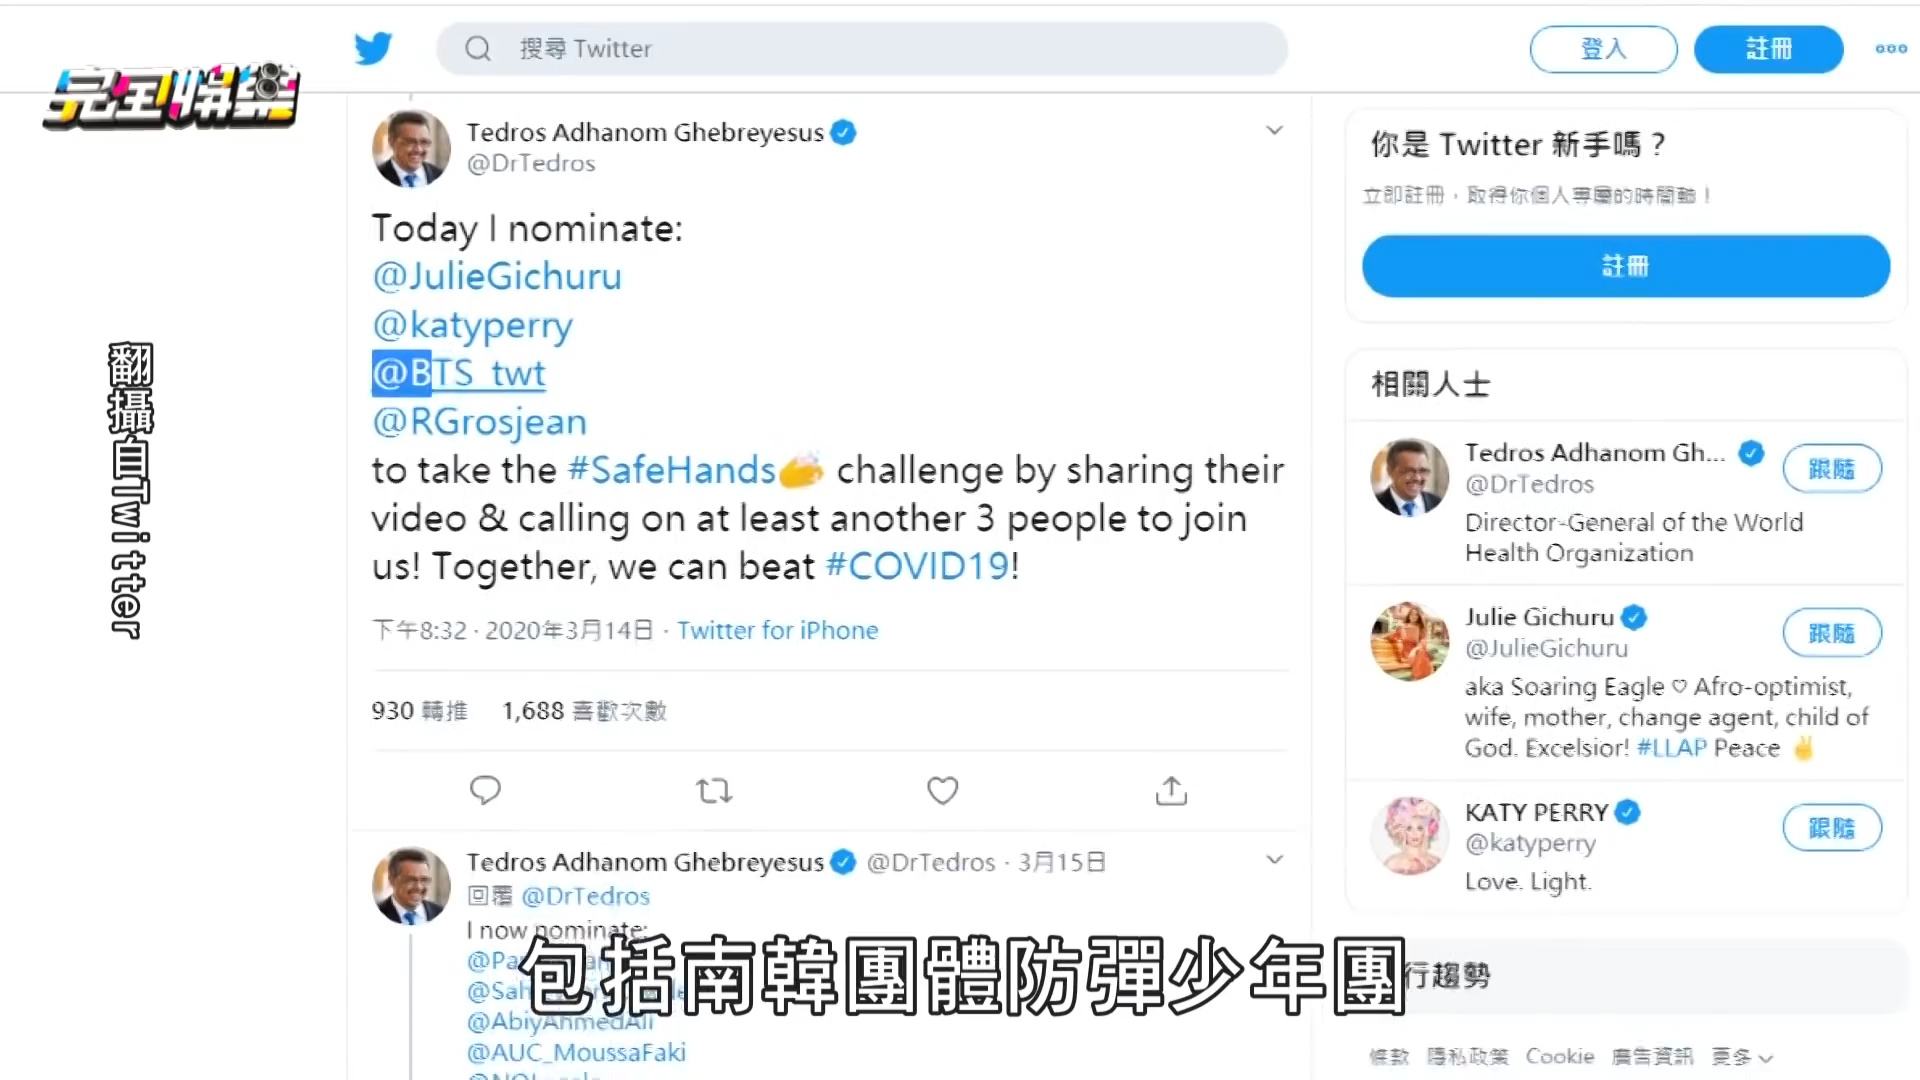 完全娛樂
搜尋 Twitter
登入
註冊
翻攝自Twitter
Tedros Adhanom Ghebreyesus
@DrTedros
Today I nominate:
@JulieGichuru
@katyperry
@BTS_twt
@RGrosjean
to take the #SafeHands challenge by sharing their
video & calling on at least another 3 people to join
us! Together, we can beat #COVID19!
下午8:32 · 2020年3月14日 · Twitter for iPhone
930 轉推 1,688 喜歡次數
Tedros Adhanom Ghebreyesus @DrTedros · 3月15日
回覆 @DrTedros
I now nominate:
@AbiyAhmedAli
@AUC_MoussaFaki
包括南韓團體防彈少年團
你是 Twitter 新手嗎？
立即註冊，取得你個人專屬的時間軸！
註冊
相關人士
Tedros Adhanom Gh...
@DrTedros
跟隨
Director-General of the World
Health Organization
Julie Gichuru
@JulieGichuru
跟隨
aka Soaring Eagle ♡ Afro-optimist,
wife, mother, change agent, child of
God. Excelsior! #LLAP Peace ✌
KATY PERRY
@katyperry
跟隨
Love. Light.
行趨勢
條款 隱私政策 Cookie 廣告資訊 更多